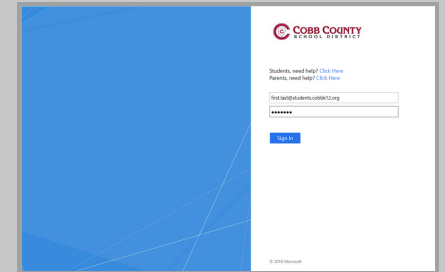 COBB COUNTY
SCHOOL DISTRICT
Students, need help? Click Here
Parents, need help? Click Here
first.last@students.cobbk12.org
•••••••
Sign in
© 2018 Microsoft